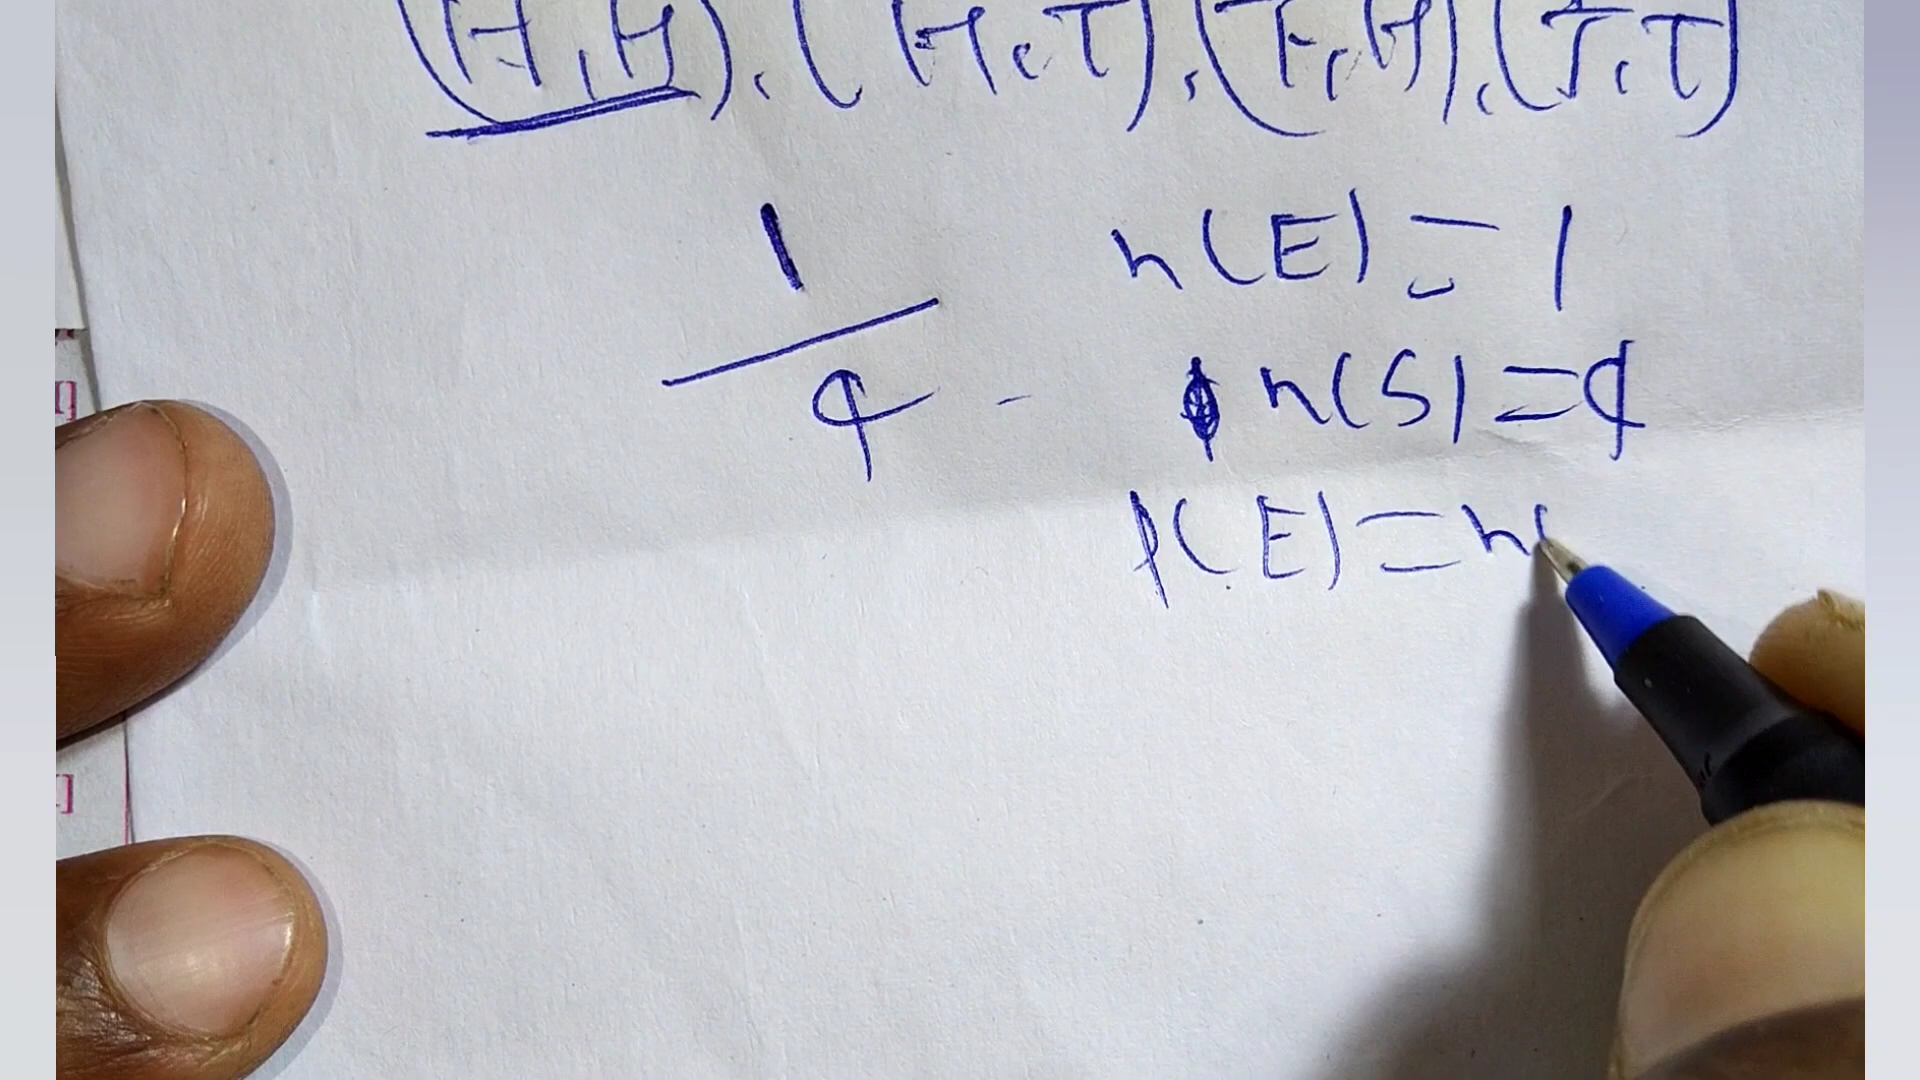 (H,H), (H,T), (T,H), (T,T)
1 n(E) = 1
4 n(S) = 4
P(E) = n(
]
]